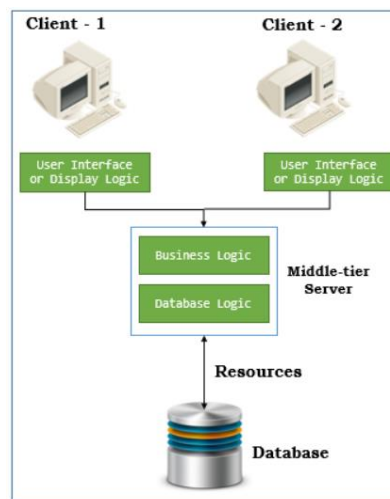 Client - 1
Client - 2
User Interface
or Display Logic
User Interface
or Display Logic
Business Logic
Database Logic
Middle-tier
Server
Resources
Database